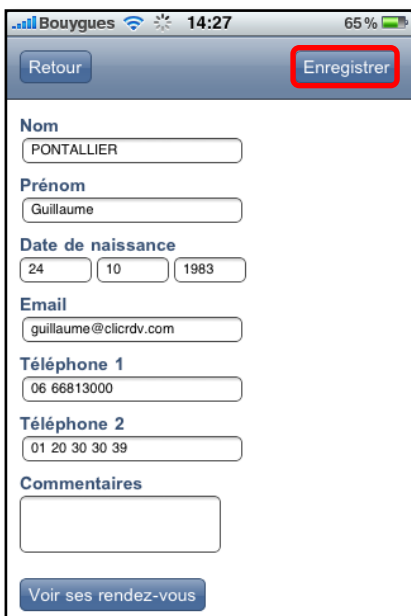 Bouygues 14:27 65 %
Retour Enregistrer
Nom
PONTALLIER
Prénom
Guillaume
Date de naissance
24 10 1983
Email
guillaume@clicrdv.com
Téléphone 1
06 66813000
Téléphone 2
01 20 30 30 39
Commentaires
Voir ses rendez-vous